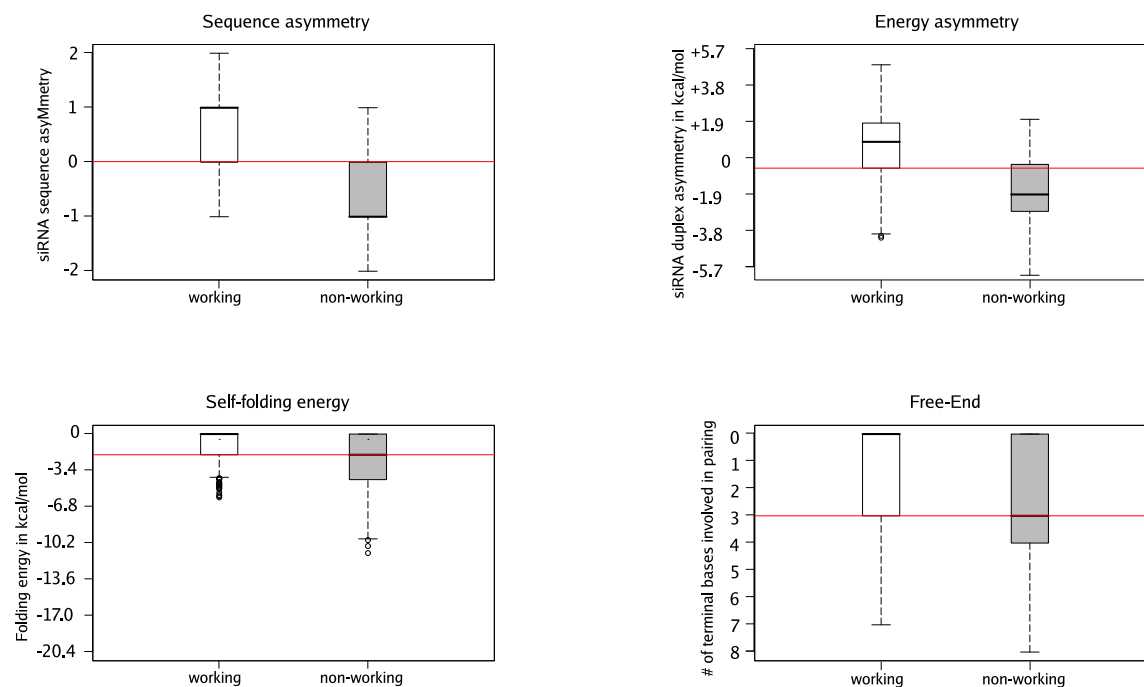 Sequence asymmetry
siRNA sequence asyMmetry
2
1
0
-1
-2
working
non-working
Energy asymmetry
siRNA duplex asymmetry in kcal/mol
+5.7
+3.8
+1.9
0
-1.9
-3.8
-5.7
working
non-working
Self-folding energy
Folding enrgy in kcal/mol
0
-3.4
-6.8
-10.2
-13.6
-17.0
-20.4
working
non-working
Free-End
# of terminal bases involved in pairing
0
1
2
3
4
5
6
7
8
working
non-working